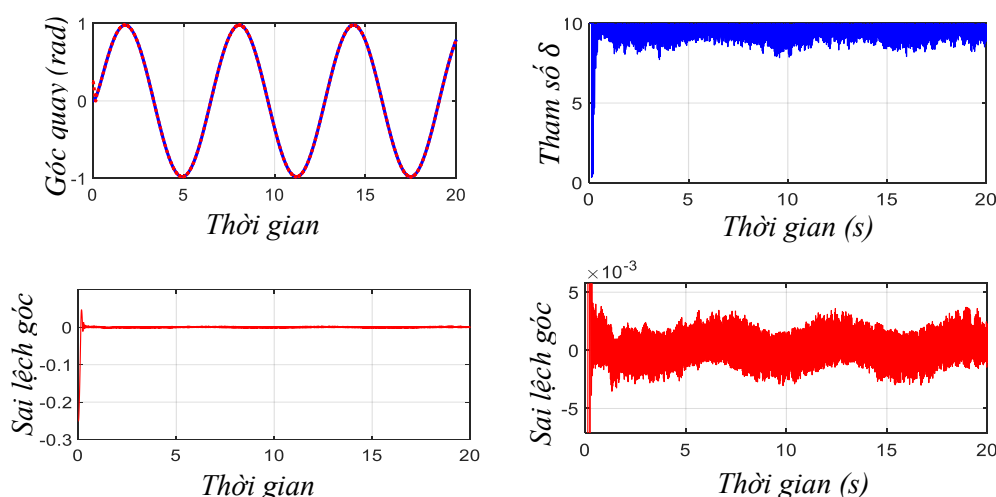 Góc quay (rad)
1
0
-1
0 5 10 15 20
Thời gian
Tham số δ
10
5
0
0 5 10 15 20
Thời gian (s)
Sai lệch góc
0
-0.1
-0.2
-0.3
0 5 10 15 20
Thời gian
Sai lệch góc
×10⁻³
5
0
-5
0 5 10 15 20
Thời gian (s)